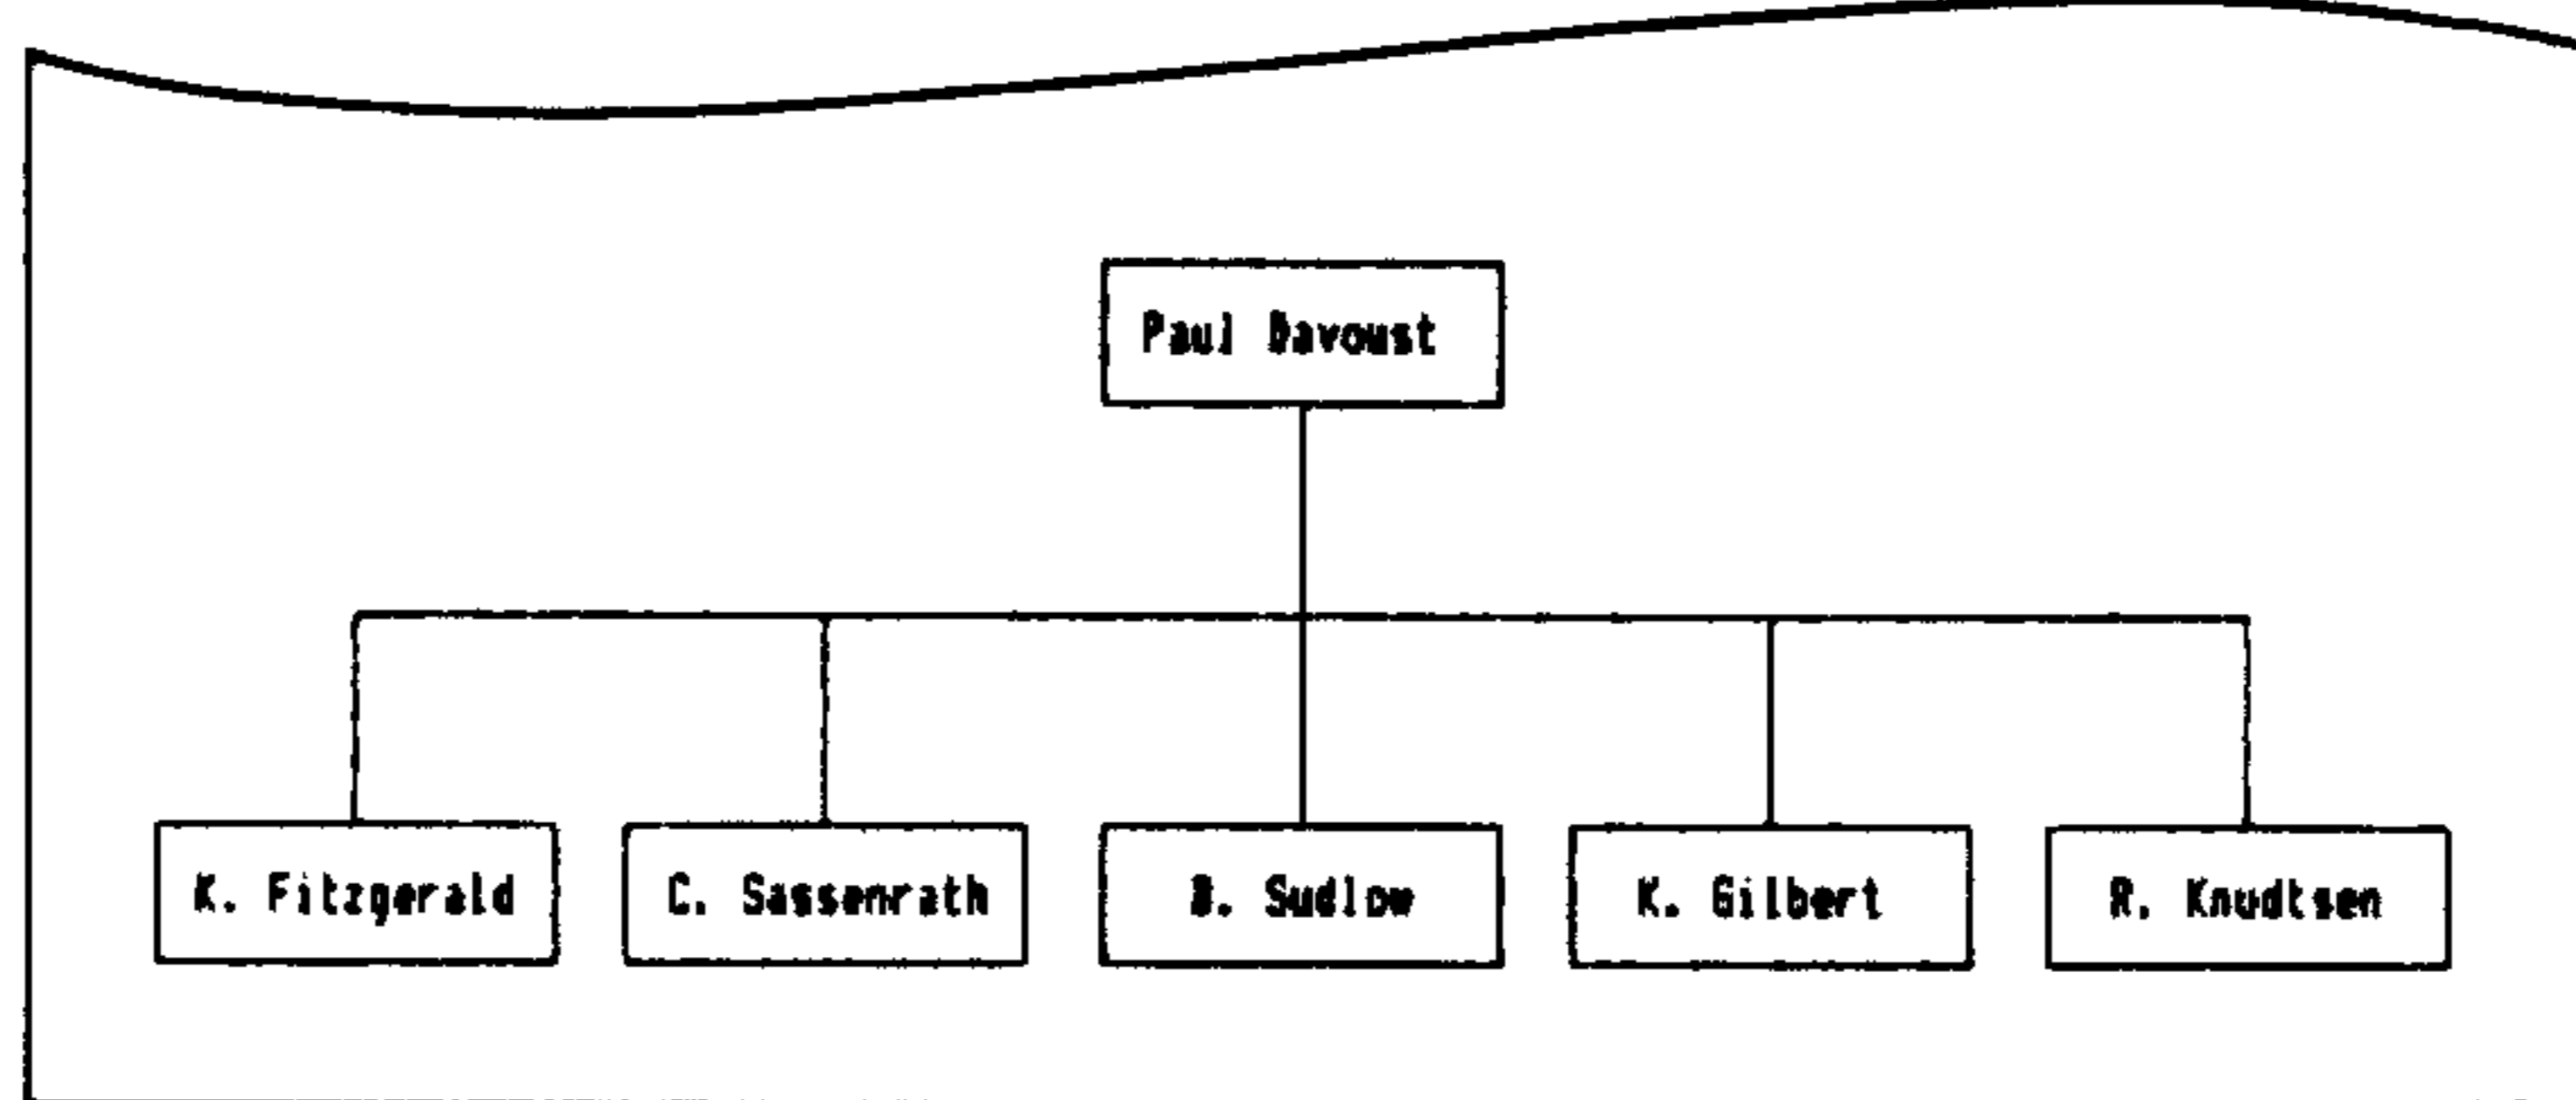 Paul Davoust
K. Fitzgerald
C. Sassenrath
Sudlow
K. Gilbert
R. Knudtsen